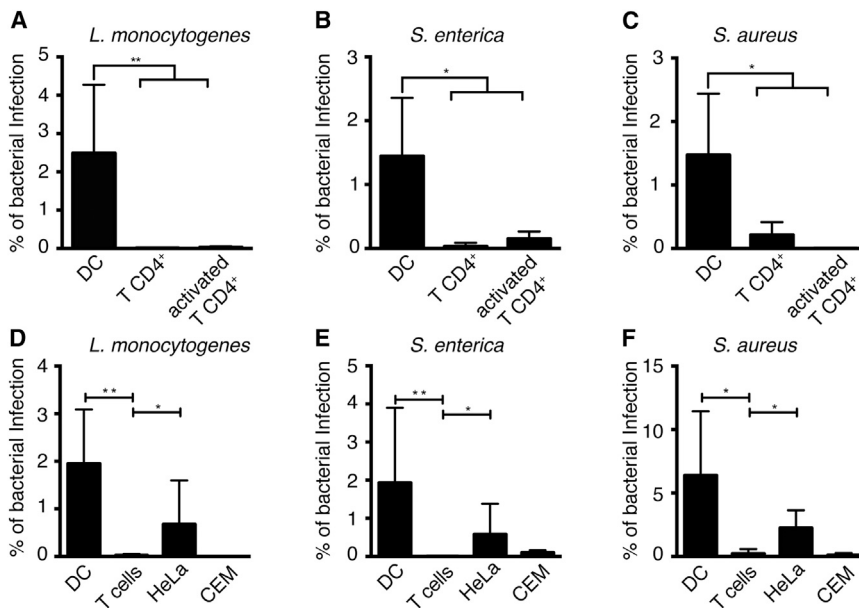 A
L. monocytogenes
% of bacterial Infection
5
4
3
2
1
0
**
DC
T CD4⁺
activated
T CD4⁺
B
S. enterica
% of bacterial Infection
3
2
1
0
*
DC
T CD4⁺
activated
T CD4⁺
C
S. aureus
% of bacterial Infection
3
2
1
0
*
DC
T CD4⁺
activated
T CD4⁺
D
L. monocytogenes
% of bacterial Infection
4
3
2
1
0
**
*
DC
T cells
HeLa
CEM
E
S. enterica
% of bacterial Infection
5
4
3
2
1
0
**
*
DC
T cells
HeLa
CEM
F
S. aureus
% of bacterial Infection
15
10
5
0
*
*
DC
T cells
HeLa
CEM